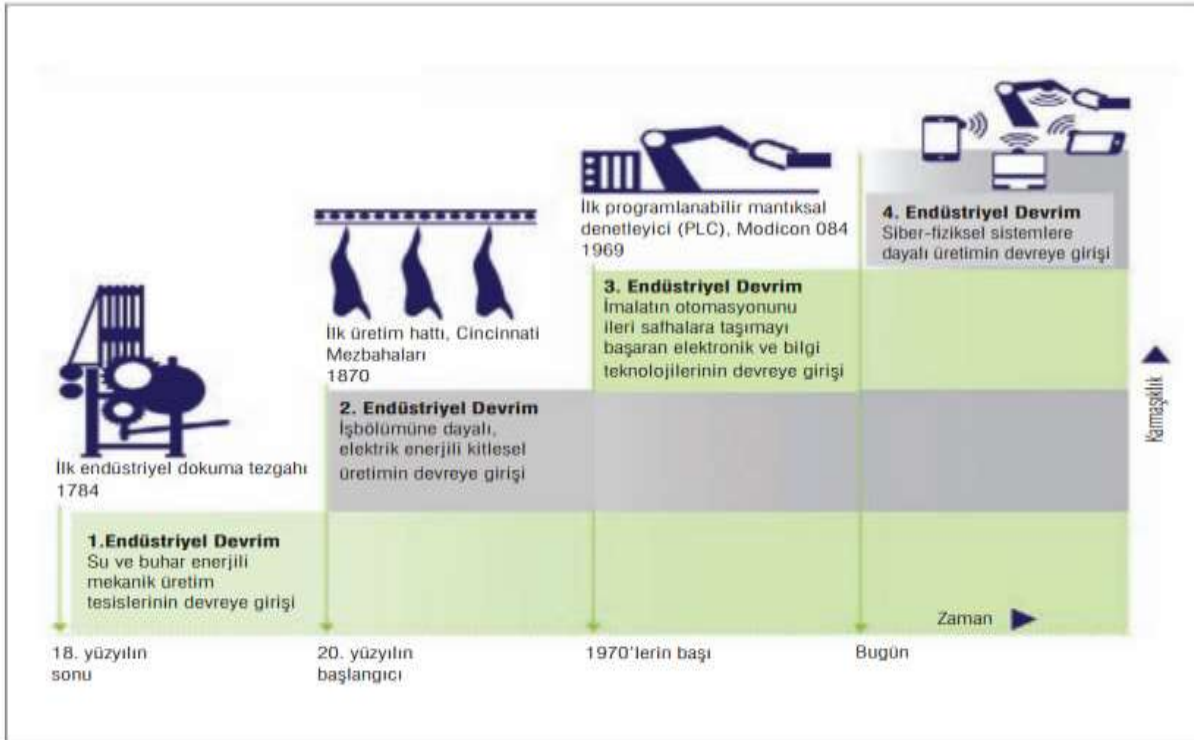 İlk endüstriyel dokuma tezgahı
1784
1.Endüstriyel Devrim
Su ve buhar enerjili
mekanik üretim
tesislerinin devreye girişi
18. yüzyılın
sonu
İlk üretim hattı, Cincinnati
Mezbahaları
1870
2. Endüstriyel Devrim
İşbölümüne dayalı,
elektrik enerjili kitlesel
üretimin devreye girişi
20. yüzyılın
başlangıcı
İlk programlanabilir mantıksal
denetleyici (PLC), Modicon 084
1969
3. Endüstriyel Devrim
İmalatın otomasyonunu
ileri safhalara taşımayı
başaran elektronik ve bilgi
teknolojilerinin devreye girişi
1970'lerin başı
4. Endüstriyel Devrim
Siber-fiziksel sistemlere
dayalı üretimin devreye girişi
Bugün
Zaman
Karmaşıklık